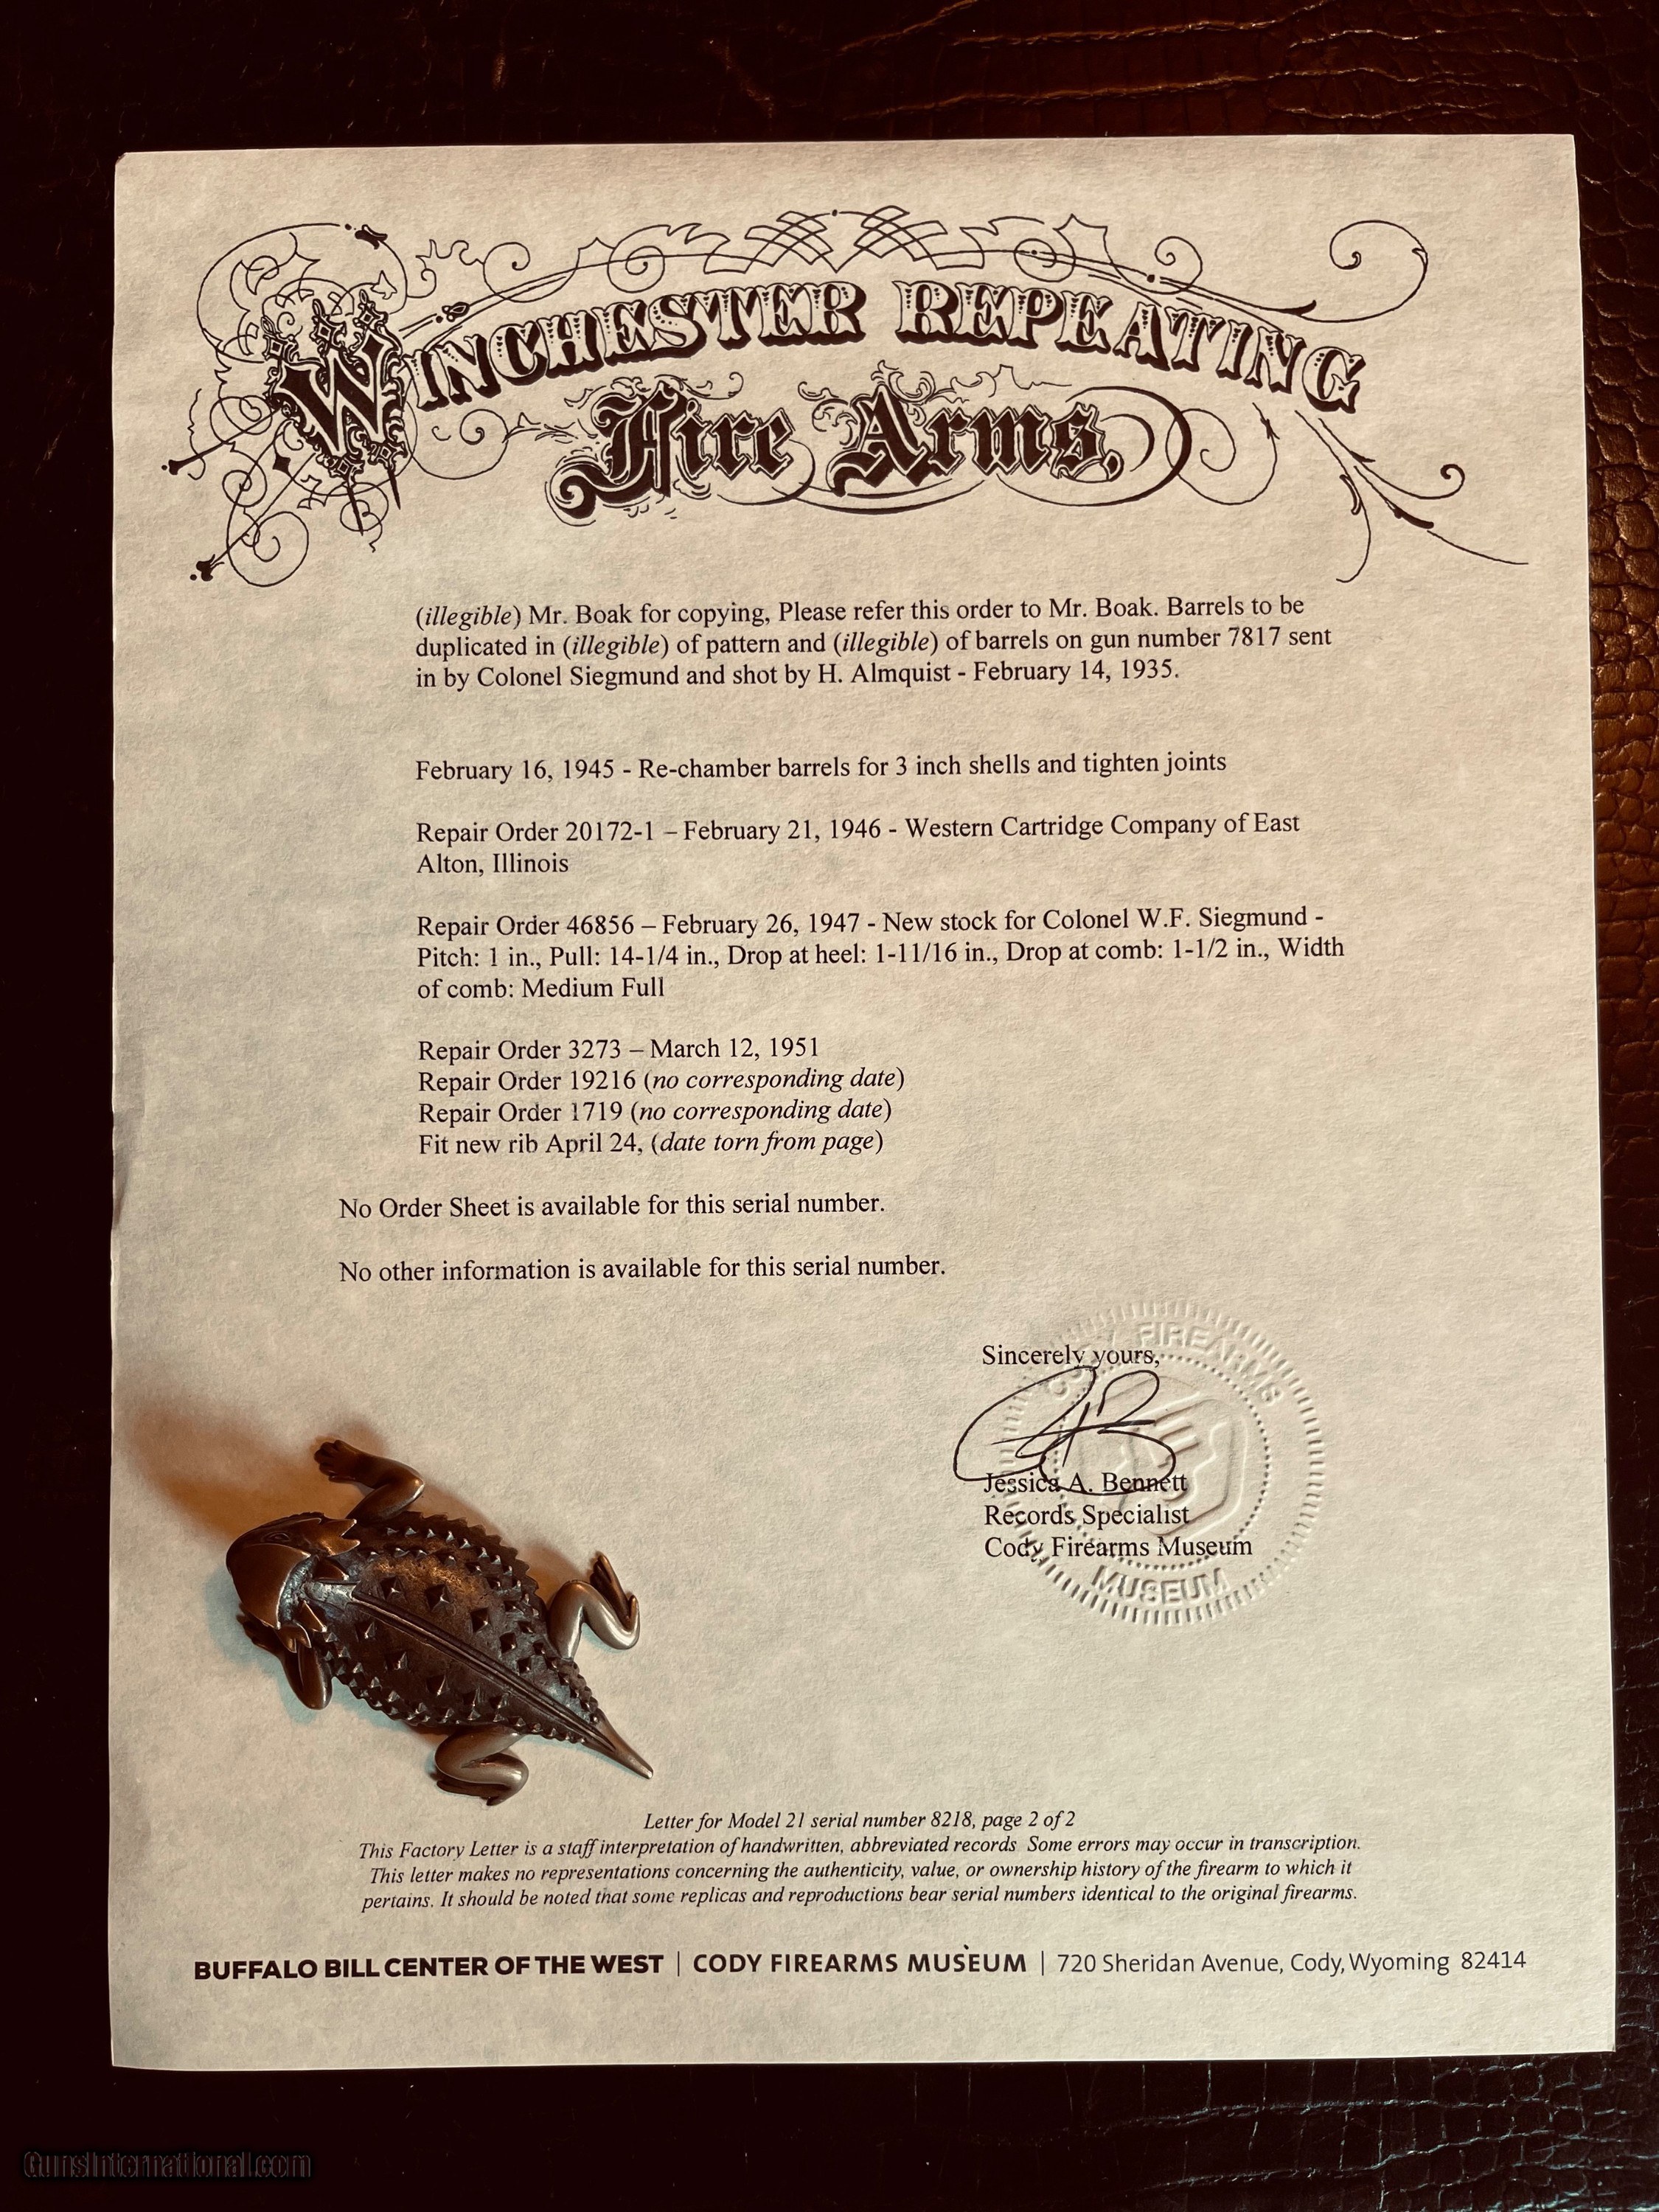 WINCHESTER REPEATING
Fire Arms,
(illegible) Mr. Boak for copying, Please refer this order to Mr. Boak. Barrels to be
duplicated in (illegible) of pattern and (illegible) of barrels on gun number 7817 sent
in by Colonel Siegmund and shot by H. Almquist - February 14, 1935.
February 16, 1945 - Re-chamber barrels for 3 inch shells and tighten joints
Repair Order 20172-1 – February 21, 1946 - Western Cartridge Company of East
Alton, Illinois
Repair Order 46856 – February 26, 1947 - New stock for Colonel W.F. Siegmund -
Pitch: 1 in., Pull: 14-1/4 in., Drop at heel: 1-11/16 in., Drop at comb: 1-1/2 in., Width
of comb: Medium Full
Repair Order 3273 – March 12, 1951
Repair Order 19216 (no corresponding date)
Repair Order 1719 (no corresponding date)
Fit new rib April 24, (date torn from page)
No Order Sheet is available for this serial number.
No other information is available for this serial number.
Sincerely yours,
Jessica A. Bennett
Records Specialist
Cody Firearms Museum
CODY FIREARMS
MUSEUM
Letter for Model 21 serial number 8218, page 2 of 2
This Factory Letter is a staff interpretation of handwritten, abbreviated records. Some errors may occur in transcription.
This letter makes no representations concerning the authenticity, value, or ownership history of the firearm to which it
pertains. It should be noted that some replicas and reproductions bear serial numbers identical to the original firearms.
BUFFALO BILL CENTER OF THE WEST | CODY FIREARMS MUSEUM | 720 Sheridan Avenue, Cody, Wyoming 82414
GunsInternational.com